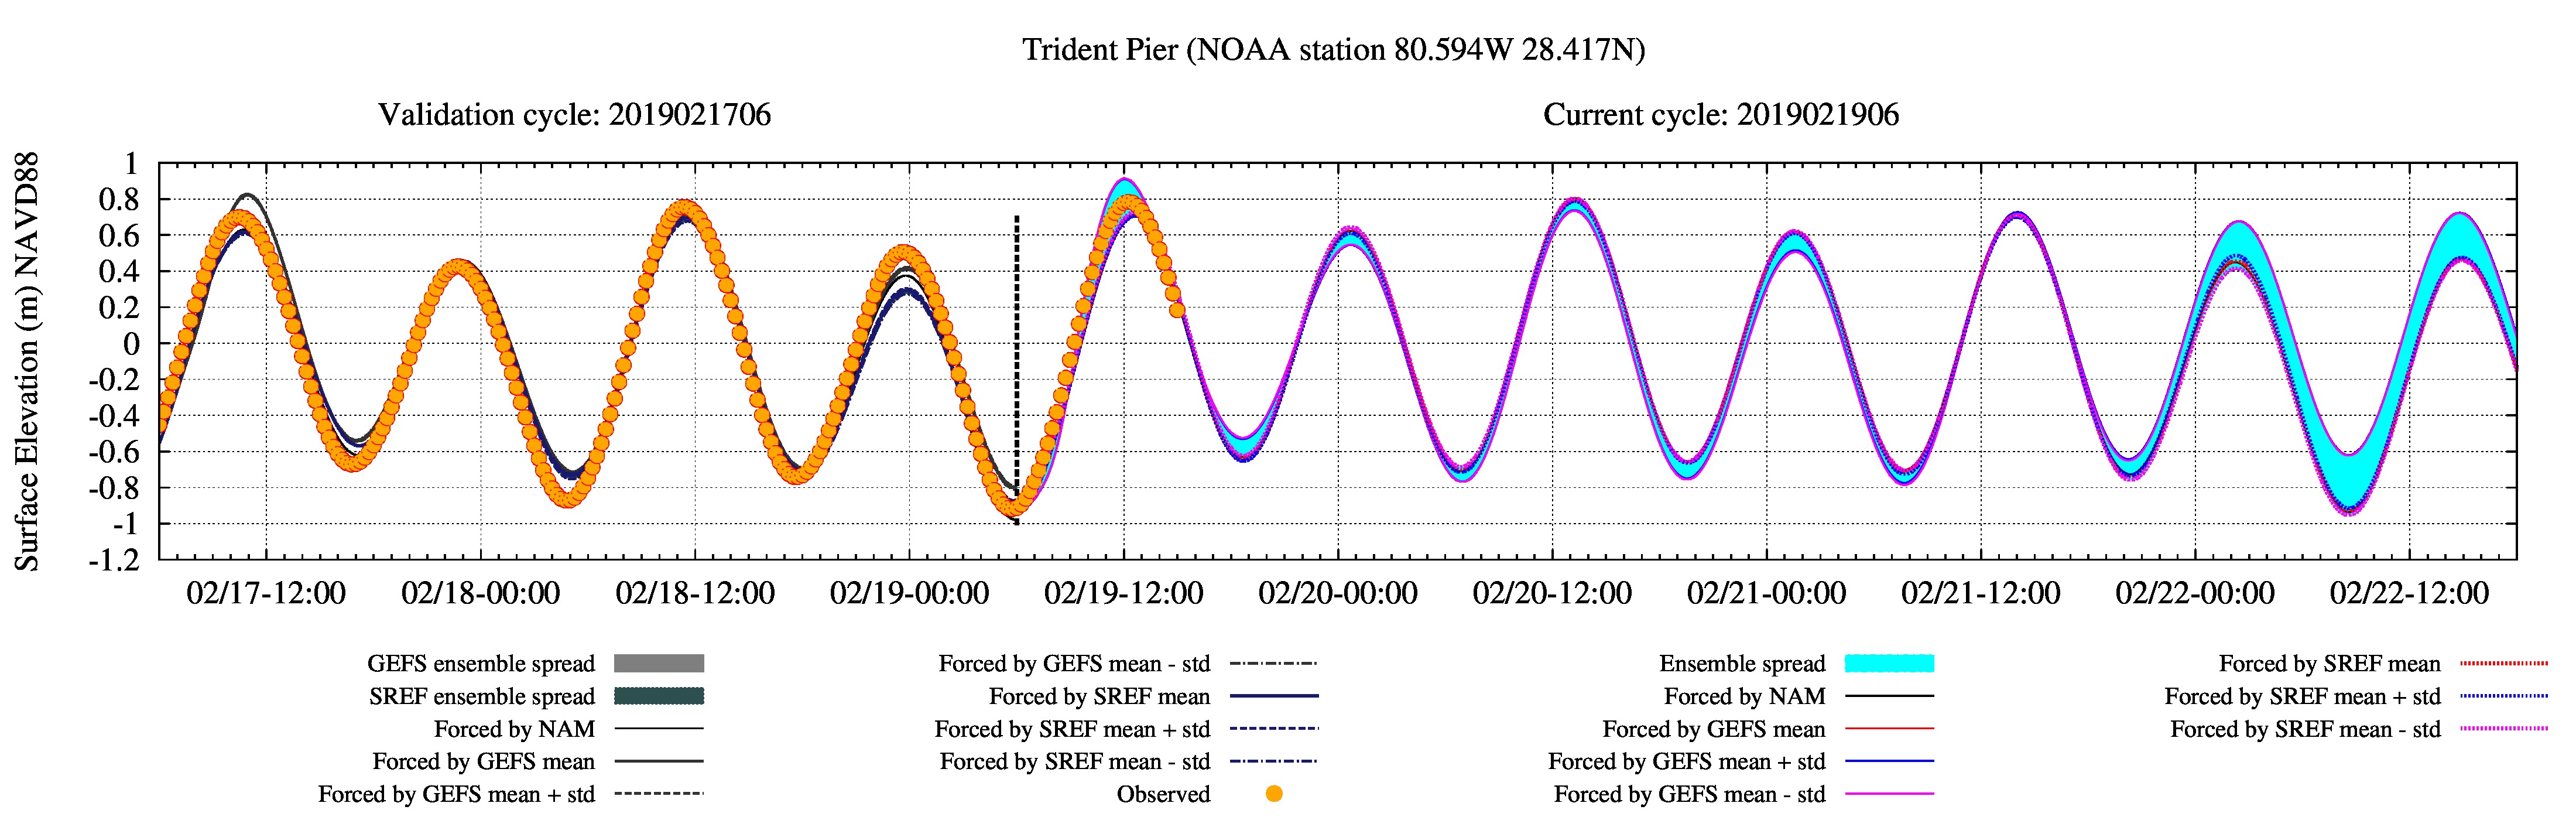 Trident Pier (NOAA station 80.594W 28.417N)
Validation cycle: 2019021706
Current cycle: 2019021906
Surface Elevation (m) NAVD88
1
0.8
0.6
0.4
0.2
0
-0.2
-0.4
-0.6
-0.8
-1
-1.2
02/17-12:00
02/18-00:00
02/18-12:00
02/19-00:00
02/19-12:00
02/20-00:00
02/20-12:00
02/21-00:00
02/21-12:00
02/22-00:00
02/22-12:00
GEFS ensemble spread
SREF ensemble spread
Forced by NAM
Forced by GEFS mean
Forced by GEFS mean + std
Forced by GEFS mean - std
Forced by SREF mean
Forced by SREF mean + std
Forced by SREF mean - std
Observed
Ensemble spread
Forced by NAM
Forced by GEFS mean
Forced by GEFS mean + std
Forced by GEFS mean - std
Forced by SREF mean
Forced by SREF mean + std
Forced by SREF mean - std